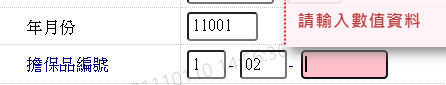 請輸入數值資料
年月份 11001
擔保品編號 1 - 02 -